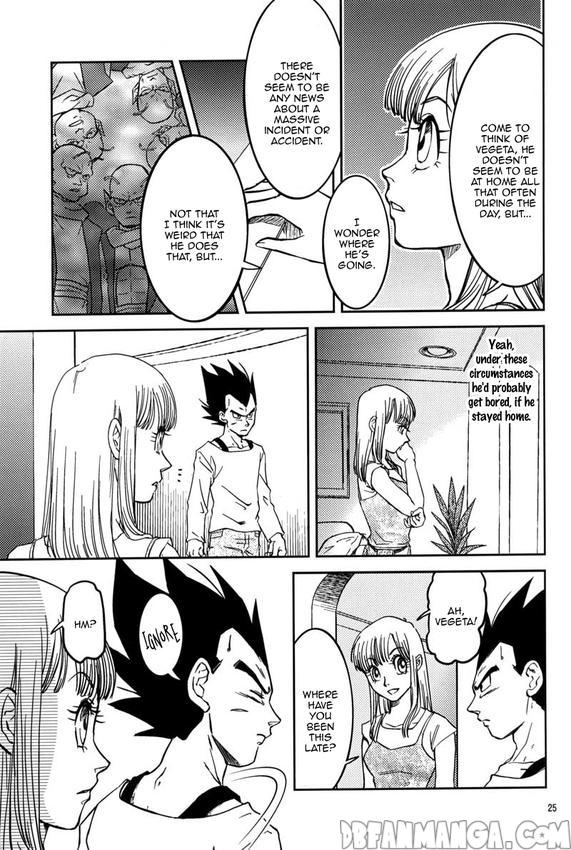 COME TO
THINK OF
VEGETA, HE
DOESN'T
SEEM TO BE
AT HOME ALL
THAT OFTEN
DURING THE
DAY, BUT...
I
WONDER
WHERE
HE'S
GOING.
THERE
DOESN'T
SEEM TO BE
ANY NEWS
ABOUT A
MASSIVE
INCIDENT OR
ACCIDENT.
NOT THAT
I THINK IT'S
WEIRD THAT
HE DOES
THAT, BUT...
Yeah,
under these
circumstances
he'd probably
get bored, if he
stayed home.
...
AH,
VEGETA!
WHERE
HAVE
YOU
BEEN
THIS
LATE?
IGNORE
HM?
25
DBFANMANGA.COM